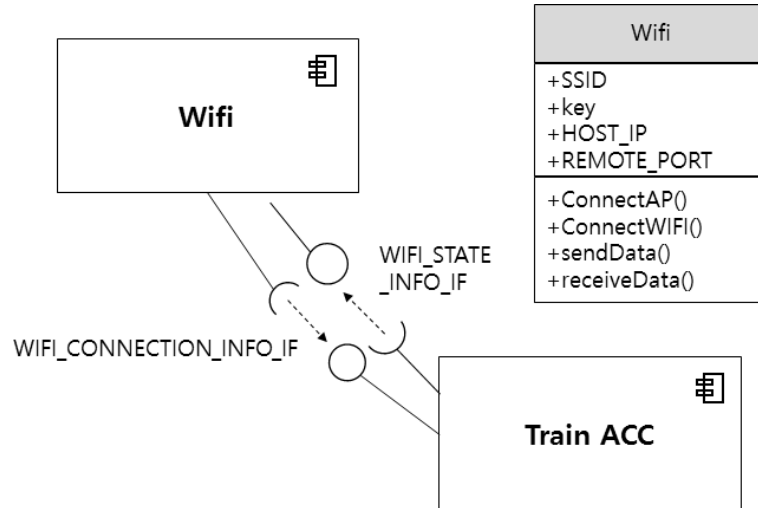 Wifi
Wifi
+SSID
+key
+HOST_IP
+REMOTE_PORT
+ConnectAP()
+ConnectWIFI()
+sendData()
+receiveData()
WIFI_STATE
_INFO_IF
WIFI_CONNECTION_INFO_IF
Train ACC